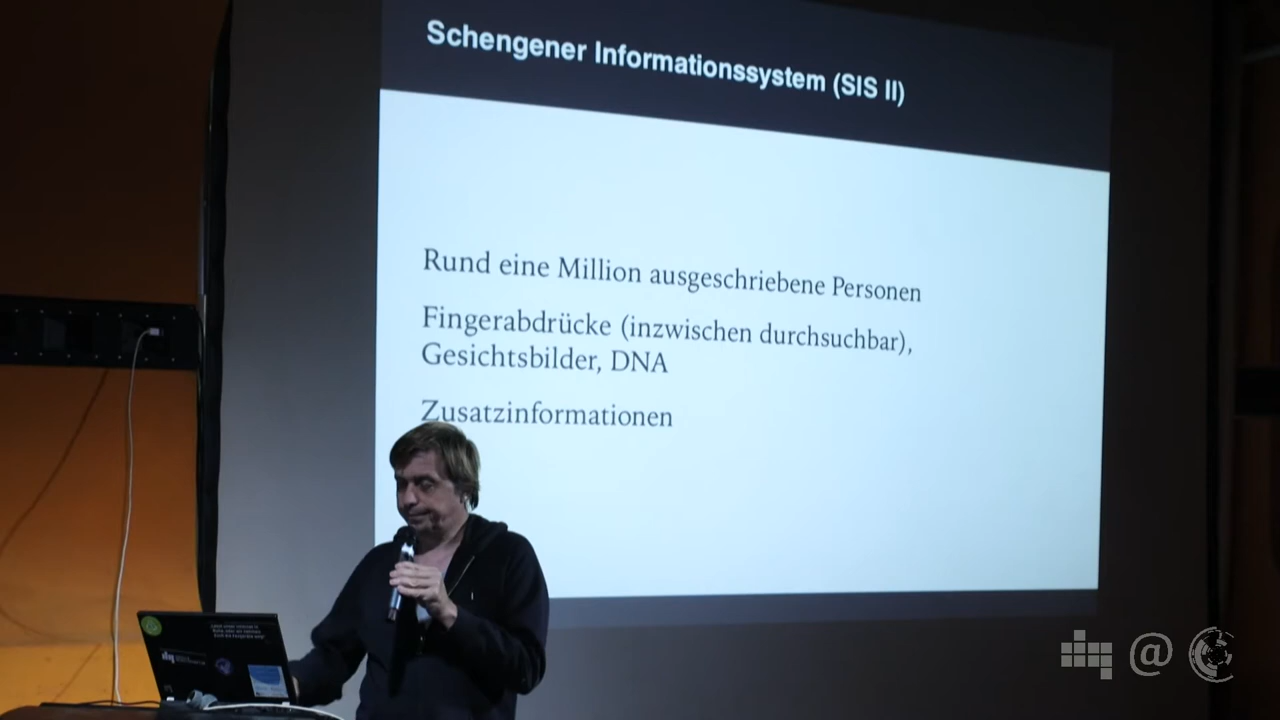 Schengener Informationssystem (SIS II)
Rund eine Million ausgeschriebene Personen
Fingerabdrücke (inzwischen durchsuchbar),
Gesichtsbilder, DNA
Zusatzinformationen
@